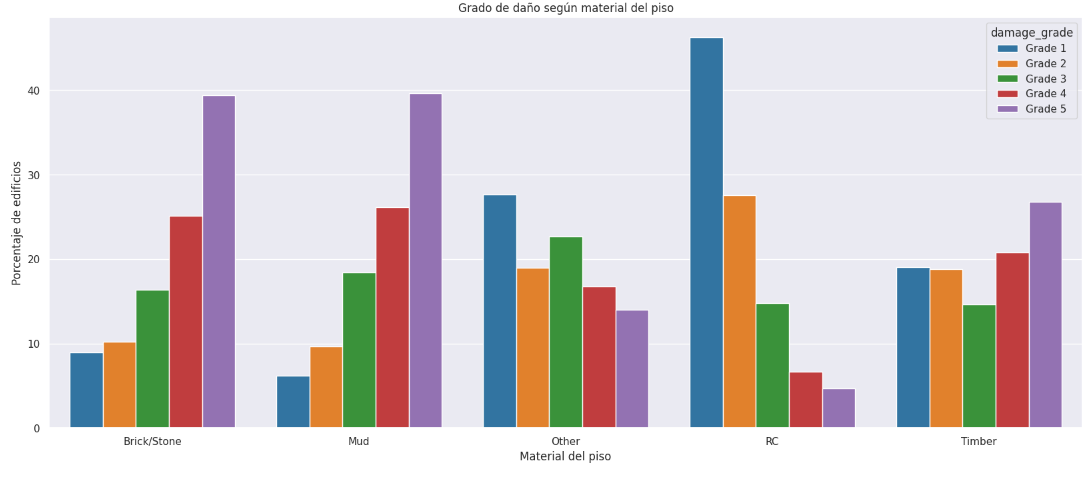 Grado de daño según material del piso
damage_grade
Grade 1
Grade 2
Grade 3
Grade 4
Grade 5
Porcentaje de edificios
40
30
20
10
0
Brick/Stone Mud Other RC Timber
Material del piso